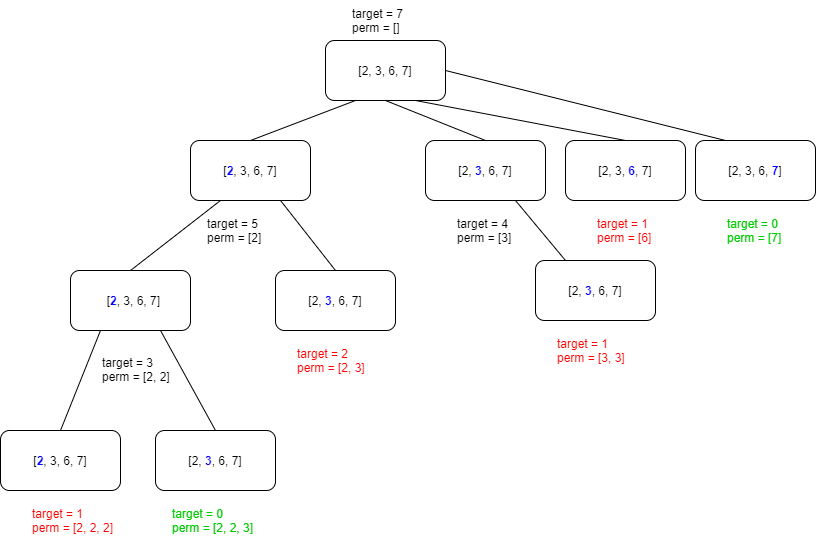 target = 7
perm = []
[2, 3, 6, 7]
[2, 3, 6, 7]
[2, 3, 6, 7]
[2, 3, 6, 7]
[2, 3, 6, 7]
target = 5
perm = [2]
target = 4
perm = [3]
target = 1
perm = [6]
target = 0
perm = [7]
[2, 3, 6, 7]
[2, 3, 6, 7]
[2, 3, 6, 7]
target = 3
perm = [2, 2]
target = 2
perm = [2, 3]
target = 1
perm = [3, 3]
[2, 3, 6, 7]
[2, 3, 6, 7]
target = 1
perm = [2, 2, 2]
target = 0
perm = [2, 2, 3]